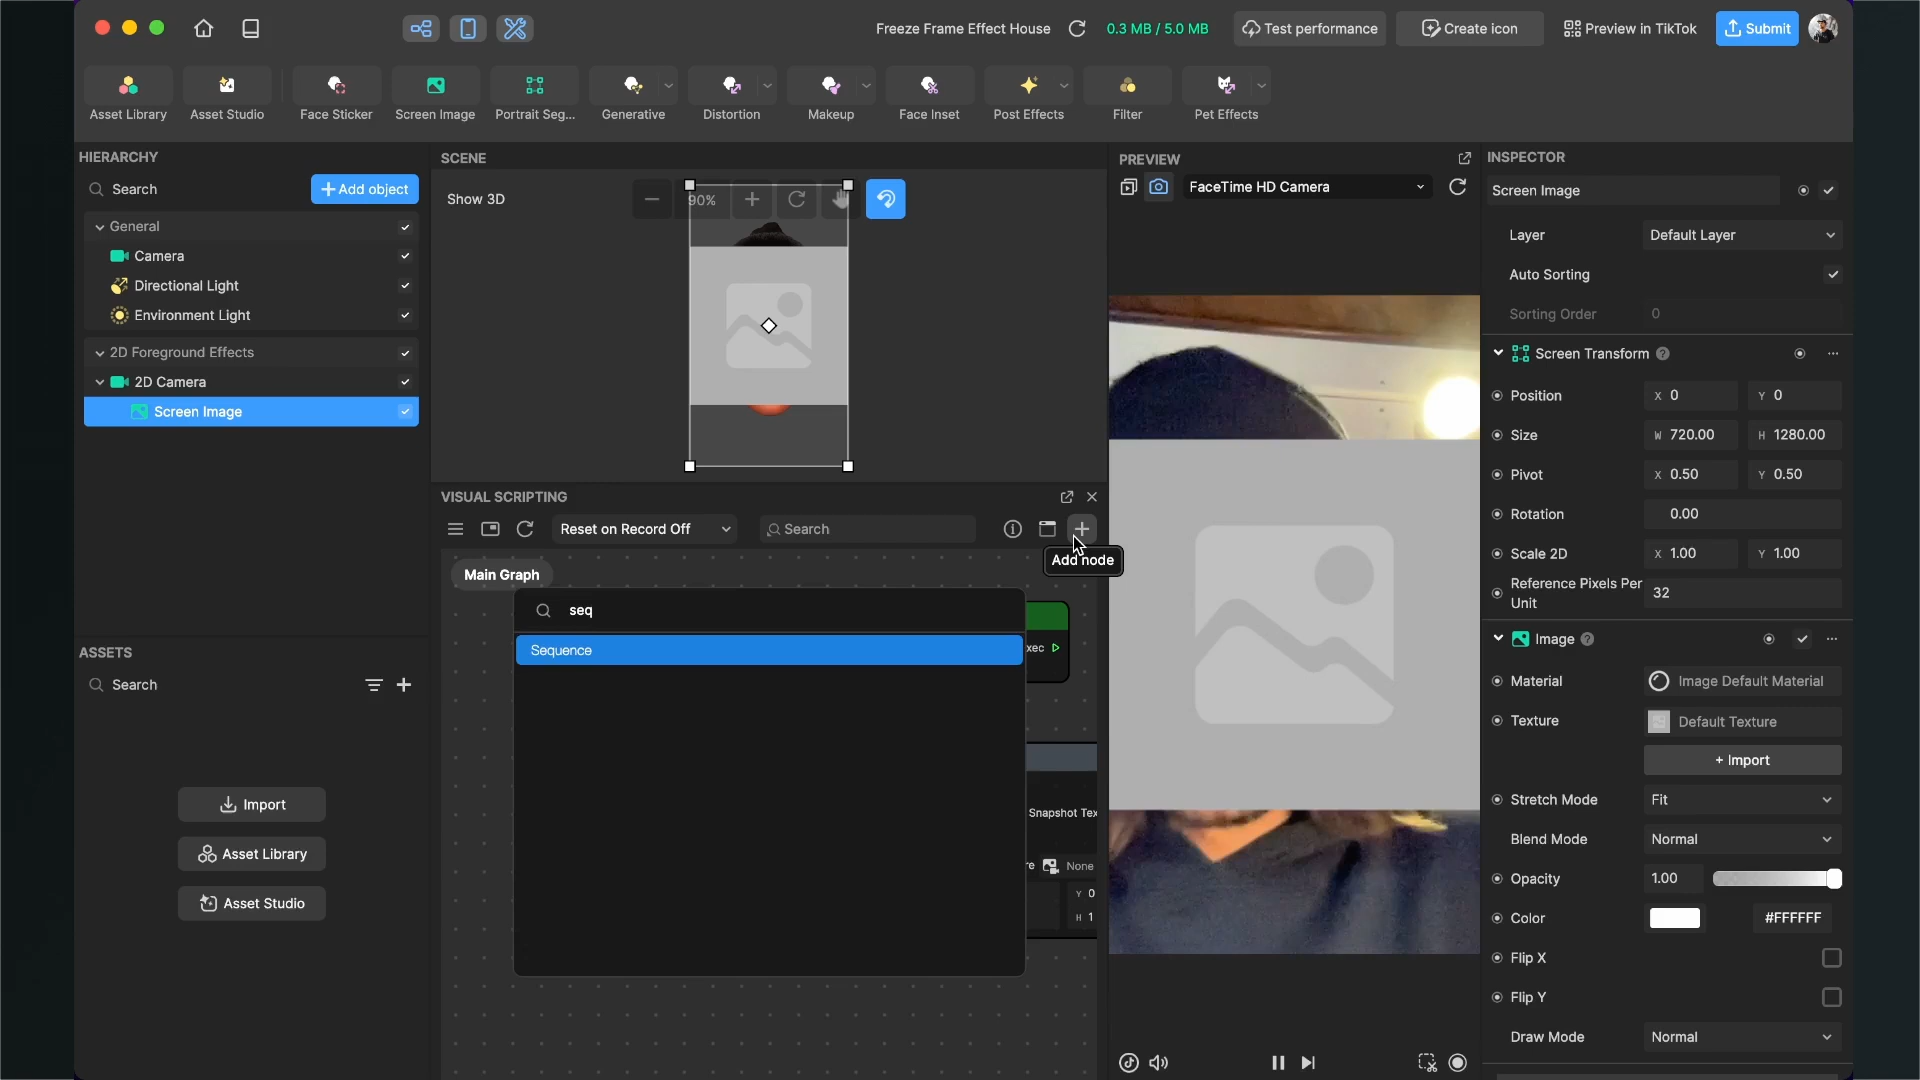 Freeze Frame Effect House
0.3 MB / 5.0 MB
Test performance
Create icon
Preview in TikTok
Submit
Asset Library
Asset Studio
Face Sticker
Screen Image
Portrait Seg...
Generative
Distortion
Makeup
Face Inset
Post Effects
Filter
Pet Effects
HIERARCHY
Search
+ Add object
General
Camera
Directional Light
Environment Light
2D Foreground Effects
2D Camera
Screen Image
ASSETS
Search
Import
Asset Library
Asset Studio
SCENE
Show 3D
90%
VISUAL SCRIPTING
Reset on Record Off
Search
Add node
Main Graph
seq
Sequence
xec
Snapshot Tex
re None
Y 0
H 1
PREVIEW
FaceTime HD Camera
INSPECTOR
Screen Image
Layer Default Layer
Auto Sorting
Sorting Order 0
Screen Transform
Position X 0 Y 0
Size W 720.00 H 1280.00
Pivot X 0.50 Y 0.50
Rotation 0.00
Scale 2D X 1.00 Y 1.00
Reference Pixels Per
Unit 32
Image
Material Image Default Material
Texture Default Texture
+ Import
Stretch Mode Fit
Blend Mode Normal
Opacity 1.00
Color #FFFFFF
Flip X
Flip Y
Draw Mode Normal